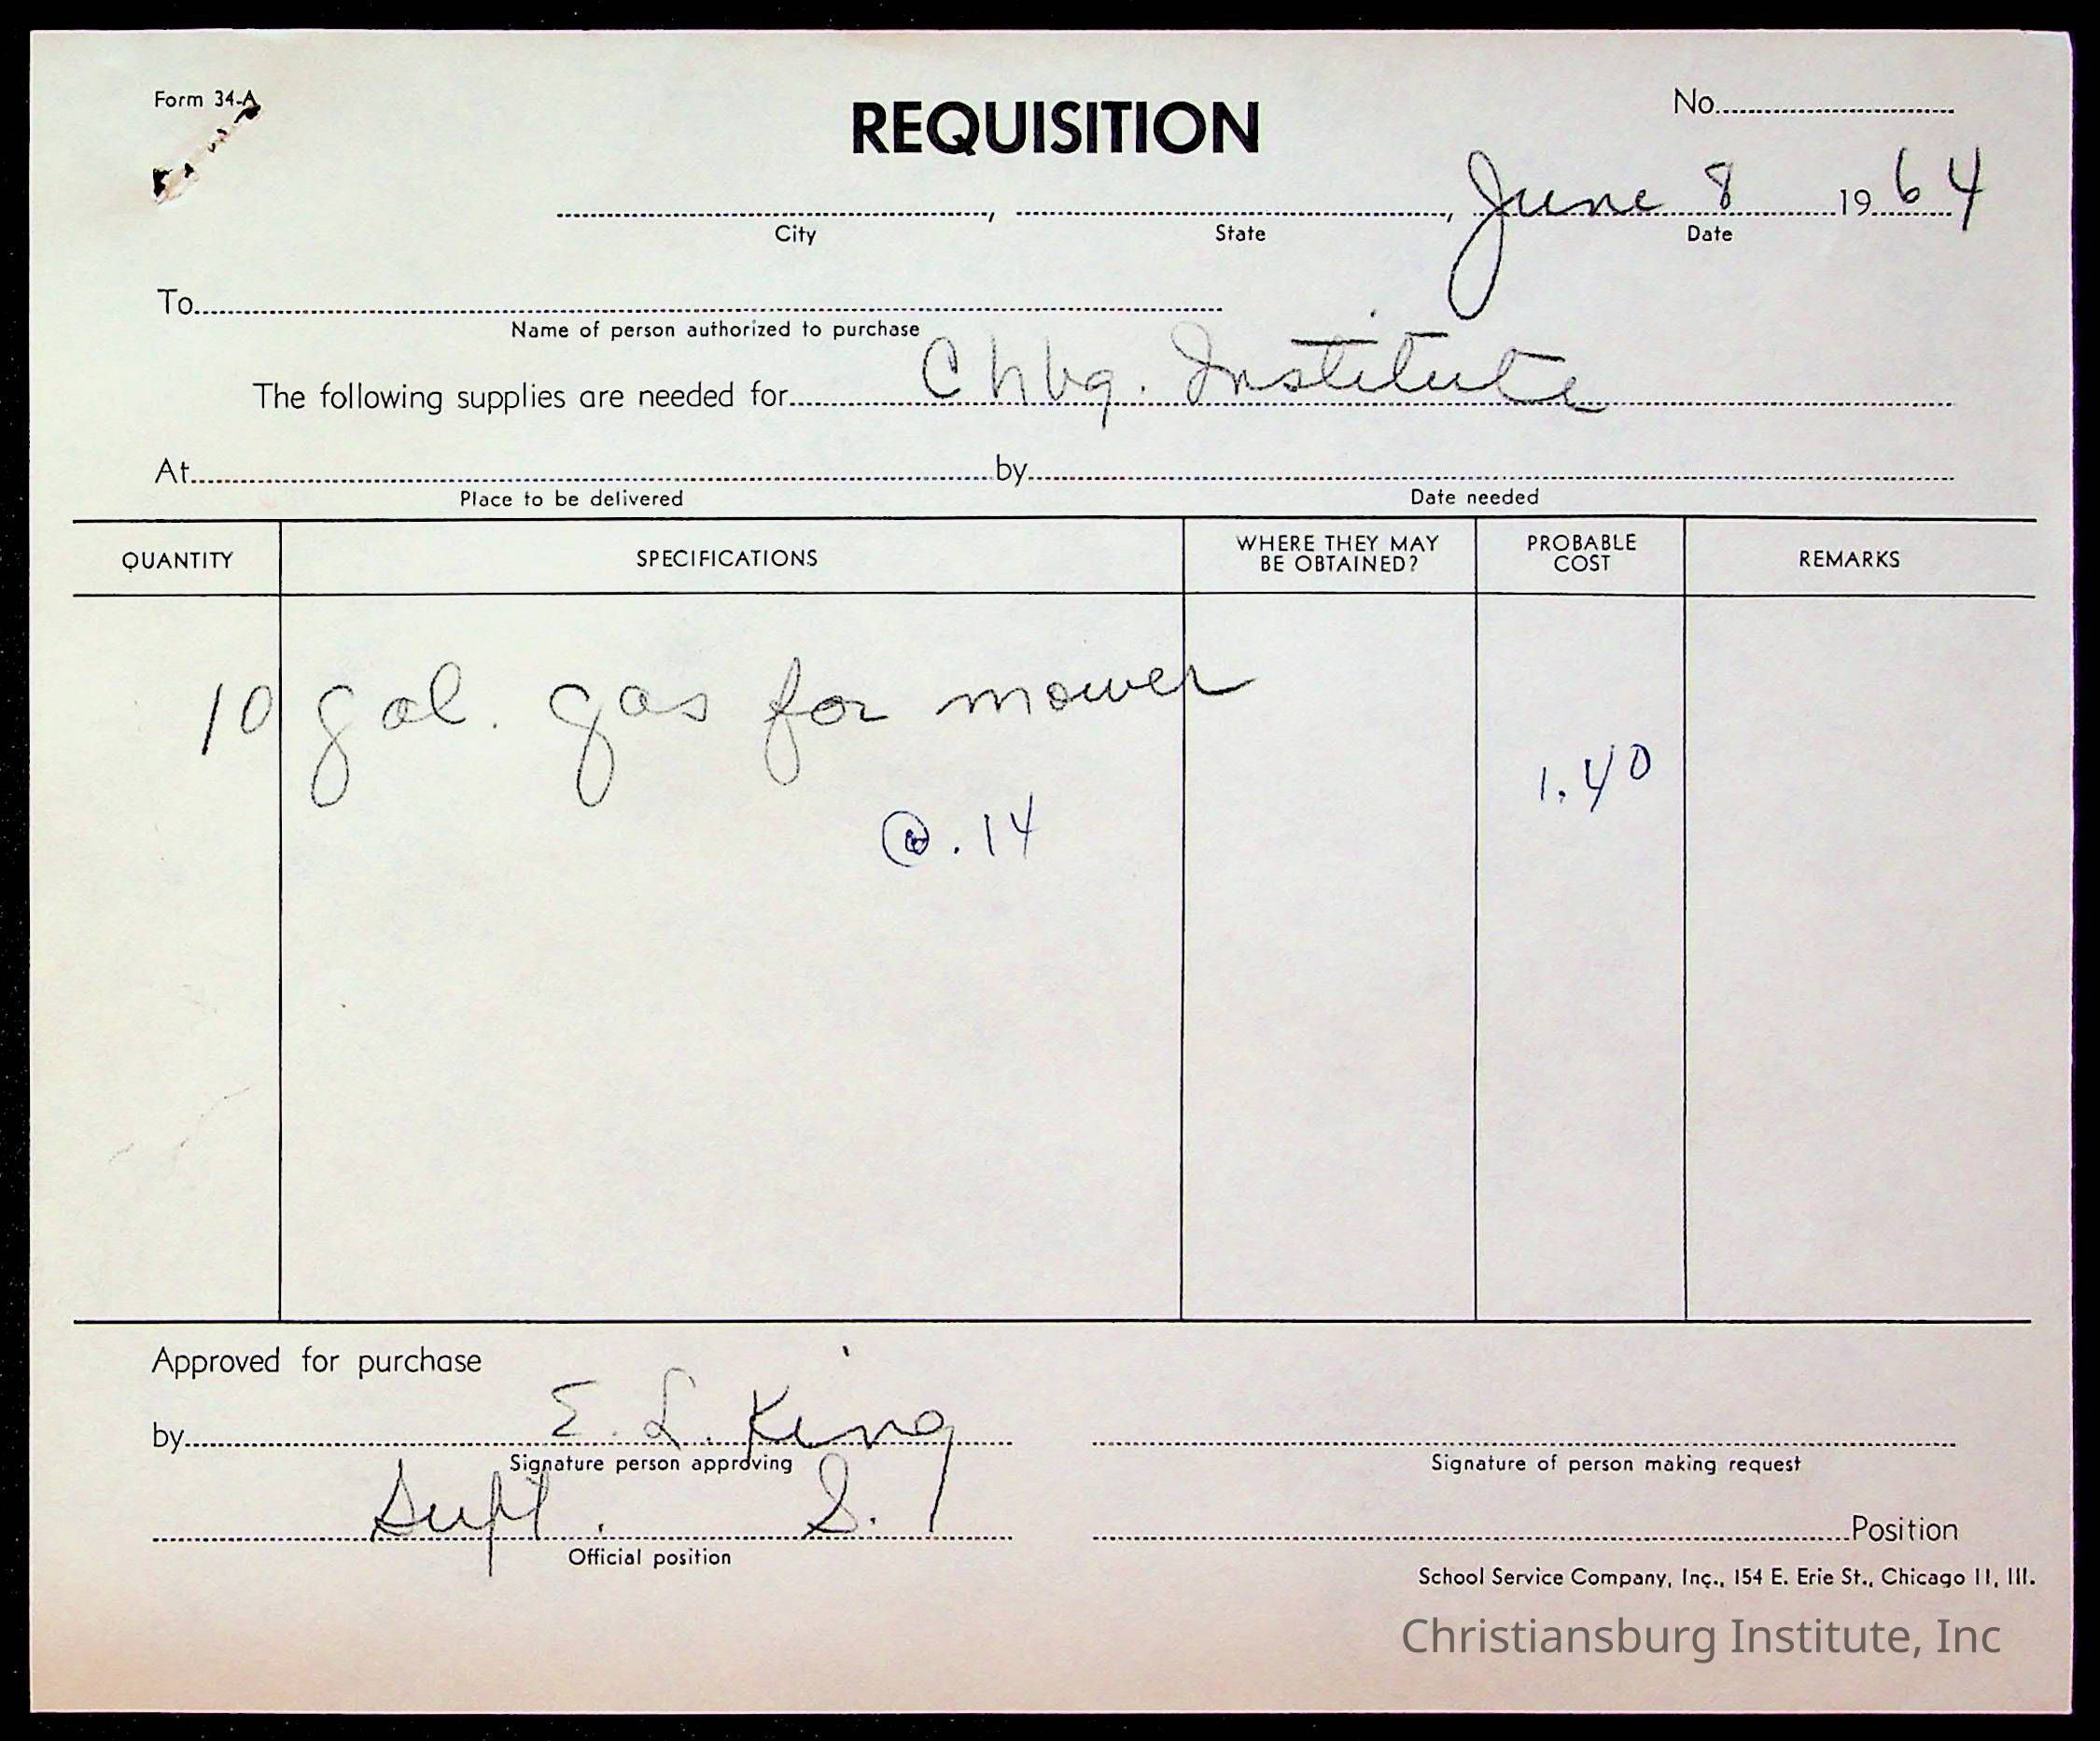 Form 34-A
REQUISITION
No.
June 8 1964
City State Date
To
Name of person authorized to purchase
The following supplies are needed for Chbg. Institute
At by
Place to be delivered Date needed
QUANTITY SPECIFICATIONS WHERE THEY MAY BE OBTAINED? PROBABLE COST REMARKS
10 gal. gas for mower
1.40
@ .14
Approved for purchase
by E. L. King
Signature person approving Signature of person making request
Supt. S.
Position
Official position
School Service Company, Inc., 154 E. Erie St., Chicago 11, Ill.
Christiansburg Institute, Inc